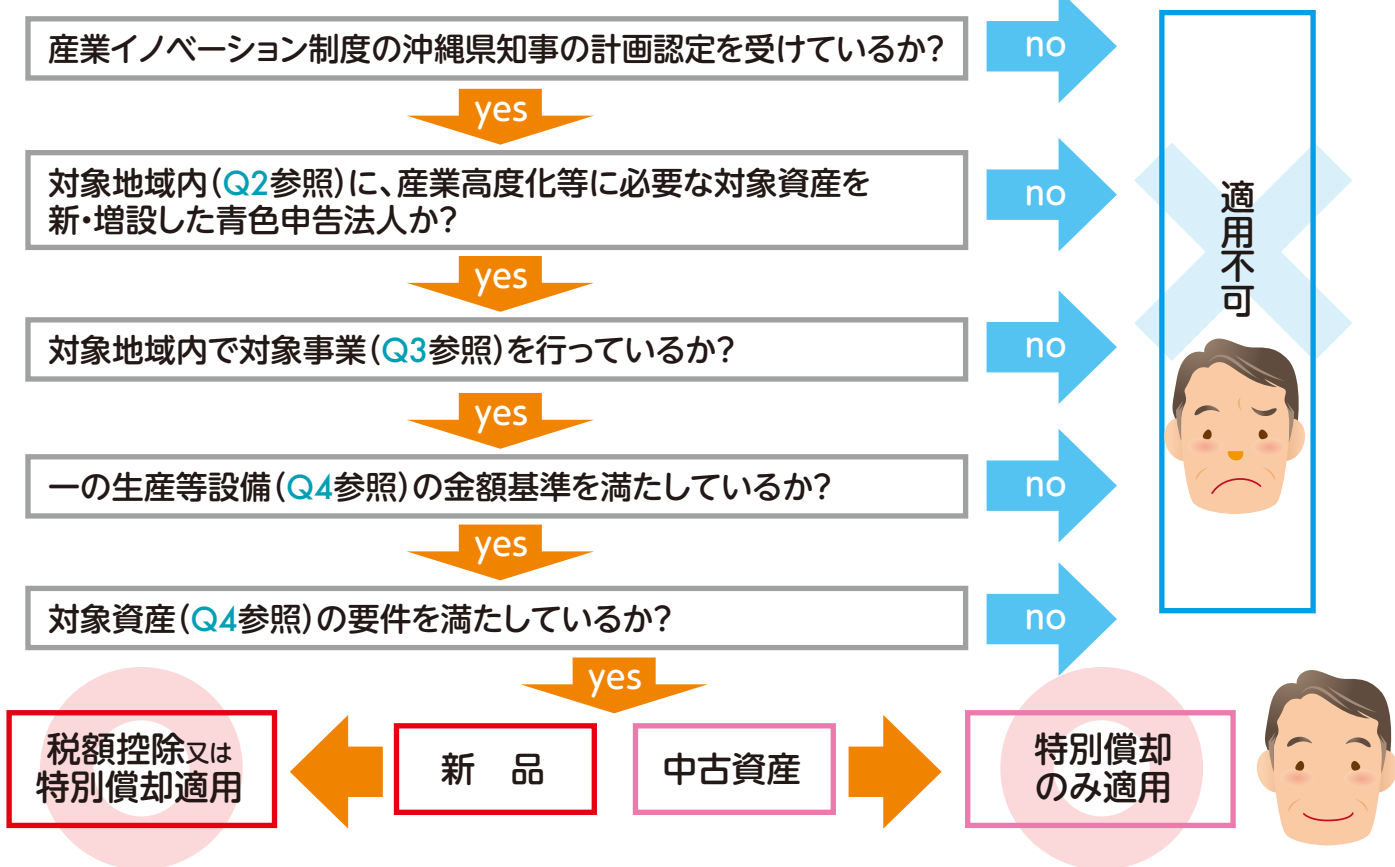 産業イノベーション制度の沖縄県知事の計画認定を受けているか?
no
yes
対象地域内(Q2参照)に、産業高度化等に必要な対象資産を
新・増設した青色申告法人か?
no
yes
対象地域内で対象事業(Q3参照)を行っているか?
no
yes
一の生産等設備(Q4参照)の金額基準を満たしているか?
no
yes
対象資産(Q4参照)の要件を満たしているか?
no
適用不可
yes
税額控除又は
特別償却適用
新　品
中古資産
特別償却
のみ適用